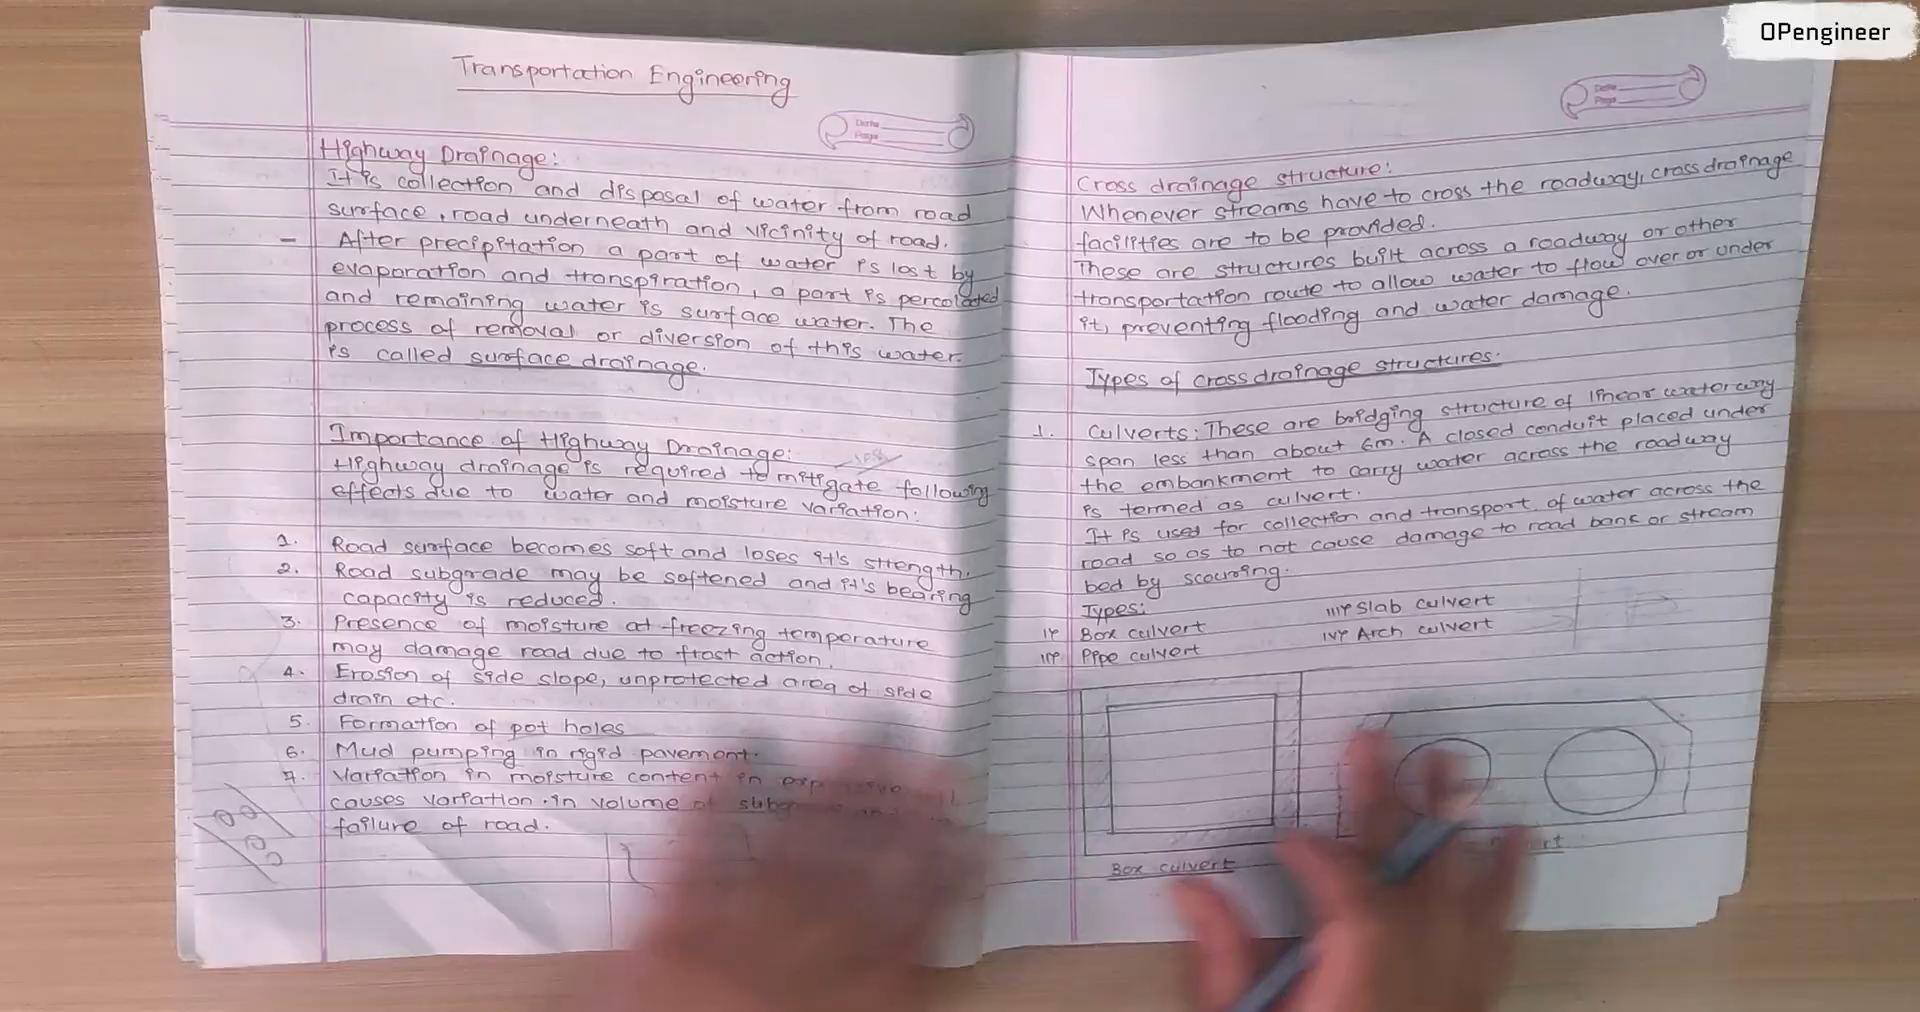 OPengineer
Transportation Engineering
Date
Page
Highway Drainage:
It is collection and disposal of water from road
surface, road underneath and vicinity of road.
- After precipitation a part of water is lost by
evaporation and transpiration, a part is percolated
and remaining water is surface water. The
process of removal or diversion of this water.
is called surface drainage.
Importance of Highway Drainage:
Highway drainage is required to mitigate following
effects due to water and moisture variation:
1. Road surface becomes soft and loses it's strength.
2. Road subgrade may be softened and it's bearing
capacity is reduced.
3. Presence of moisture at freezing temperature
may damage road due to frost action.
4. Erosion of side slope, unprotected area of side
drain etc.
5. Formation of pot holes
6. Mud pumping in rigid pavement.
7. Variation in moisture content in
causes variation in volume of
failure of road.
Date
Page
Cross drainage structure:
Whenever streams have to cross the roadway, cross drainage
facilities are to be provided.
These are structures built across a roadway or other
transportation route to allow water to flow over or under
it, preventing flooding and water damage.
Types of cross drainage structures.
1. Culverts: These are bridging structure of linear waterway
span less than about 6m. A closed conduit placed under
the embankment to carry water across the roadway
is termed as culvert.
It is used for collection and transport of water across the
road so as to not cause damage to road bank or stream
bed by scouring.
Types:
i> Box culvert
iii> Slab culvert
ii> Pipe culvert
iv> Arch culvert
Box culvert